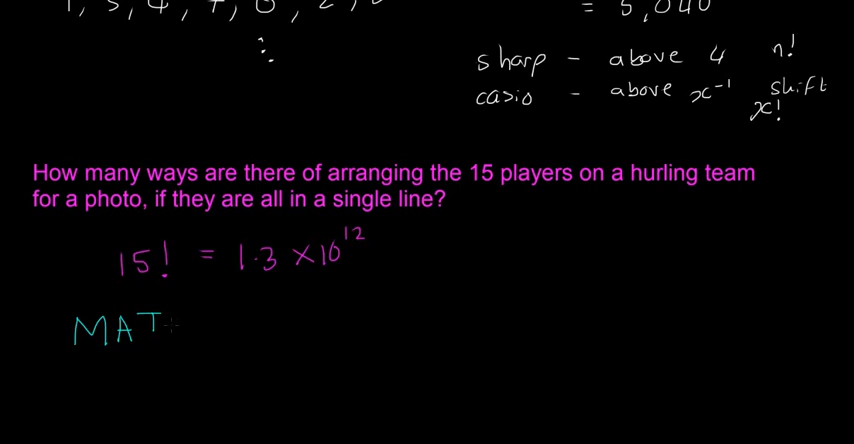 = 5,040
sharp - above 4 n!
casio - above x⁻¹ shift x!
How many ways are there of arranging the 15 players on a hurling team
for a photo, if they are all in a single line?
15! = 1.3 × 10¹²
MAT